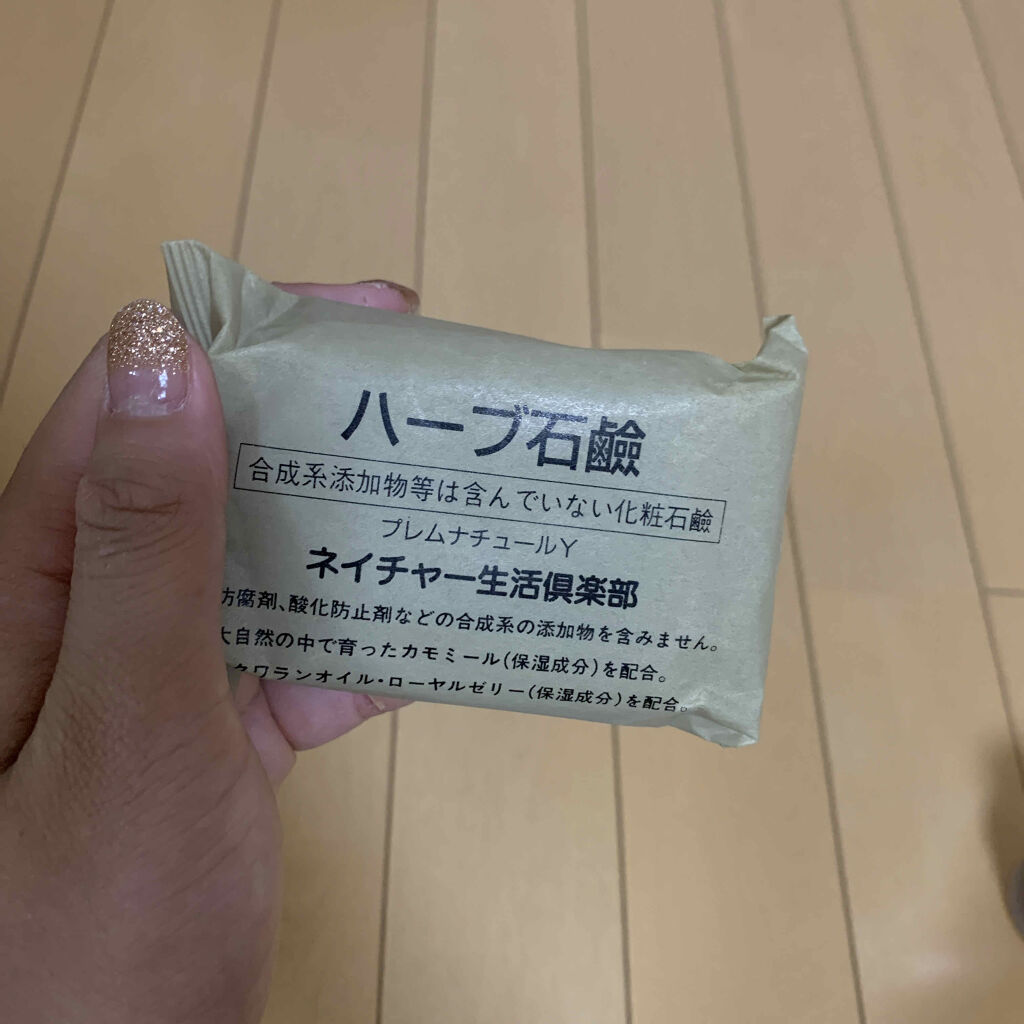 ハーブ石鹼
合成系添加物等は含んでいない化粧石鹼
プレムナチュールY
ネイチャー生活倶楽部
防腐剤、酸化防止剤などの合成系の添加物を含みません。
大自然の中で育ったカモミール(保湿成分)を配合。
クワランオイル・ローヤルゼリー(保湿成分)を配合。